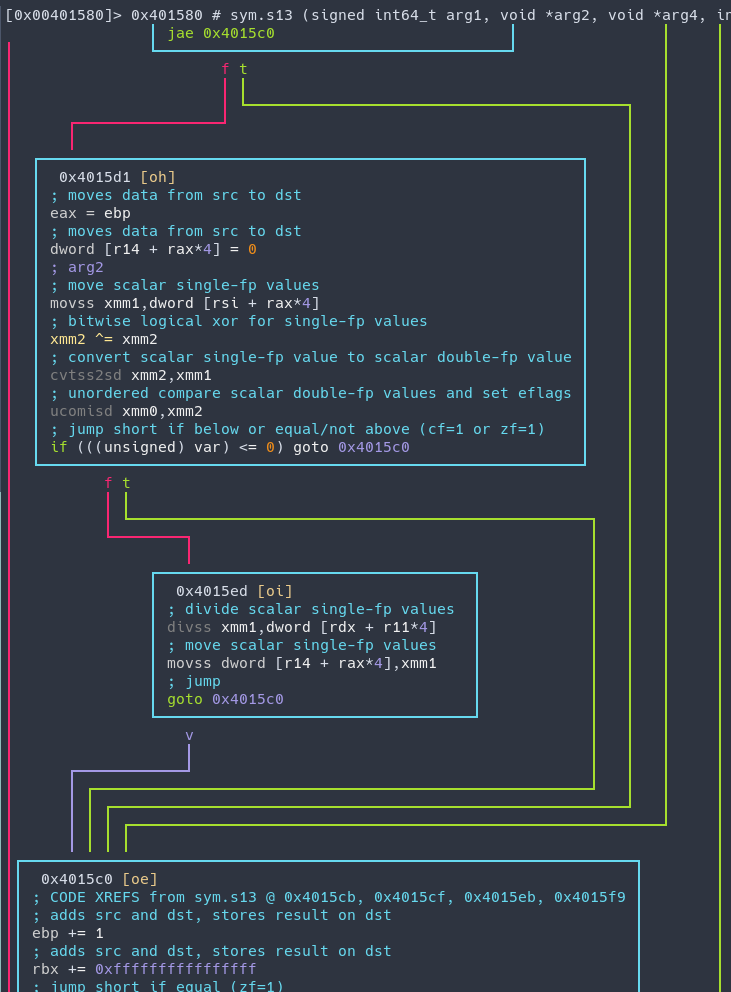 [0x00401580]> 0x401580 # sym.s13 (signed int64_t arg1, void *arg2, void *arg4, in
jae 0x4015c0
f t
0x4015d1 [oh]
; moves data from src to dst
eax = ebp
; moves data from src to dst
dword [r14 + rax*4] = 0
; arg2
; move scalar single-fp values
movss xmm1,dword [rsi + rax*4]
; bitwise logical xor for single-fp values
xmm2 ^= xmm2
; convert scalar single-fp value to scalar double-fp value
cvtss2sd xmm2,xmm1
; unordered compare scalar double-fp values and set eflags
ucomisd xmm0,xmm2
; jump short if below or equal/not above (cf=1 or zf=1)
if (((unsigned) var) <= 0) goto 0x4015c0
f t
0x4015ed [oi]
; divide scalar single-fp values
divss xmm1,dword [rdx + r11*4]
; move scalar single-fp values
movss dword [r14 + rax*4],xmm1
; jump
goto 0x4015c0
v
0x4015c0 [oe]
; CODE XREFS from sym.s13 @ 0x4015cb, 0x4015cf, 0x4015eb, 0x4015f9
; adds src and dst, stores result on dst
ebp += 1
; adds src and dst, stores result on dst
rbx += 0xffffffffffffffff
; jump short if equal (zf=1)